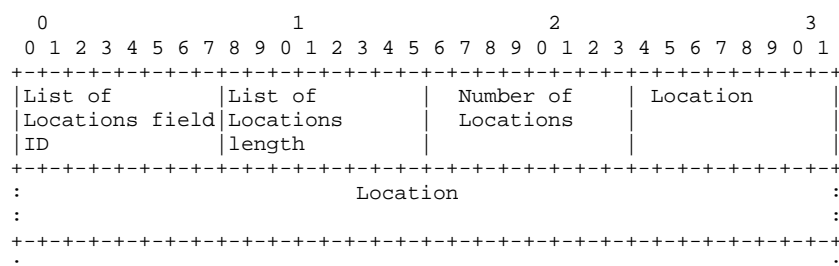 0                   1                   2                   3
 0 1 2 3 4 5 6 7 8 9 0 1 2 3 4 5 6 7 8 9 0 1 2 3 4 5 6 7 8 9 0 1
+-+-+-+-+-+-+-+-+-+-+-+-+-+-+-+-+-+-+-+-+-+-+-+-+-+-+-+-+-+-+-+-+
|List of        |List of        |  Number of    | Location      |
|Locations field|Locations      |  Locations    |               |
|ID             |length         |               |               |
+-+-+-+-+-+-+-+-+-+-+-+-+-+-+-+-+-+-+-+-+-+-+-+-+-+-+-+-+-+-+-+-+
:                          Location                             :
:                                                               :
+-+-+-+-+-+-+-+-+-+-+-+-+-+-+-+-+-+-+-+-+-+-+-+-+-+-+-+-+-+-+-+-+
:                                                               :